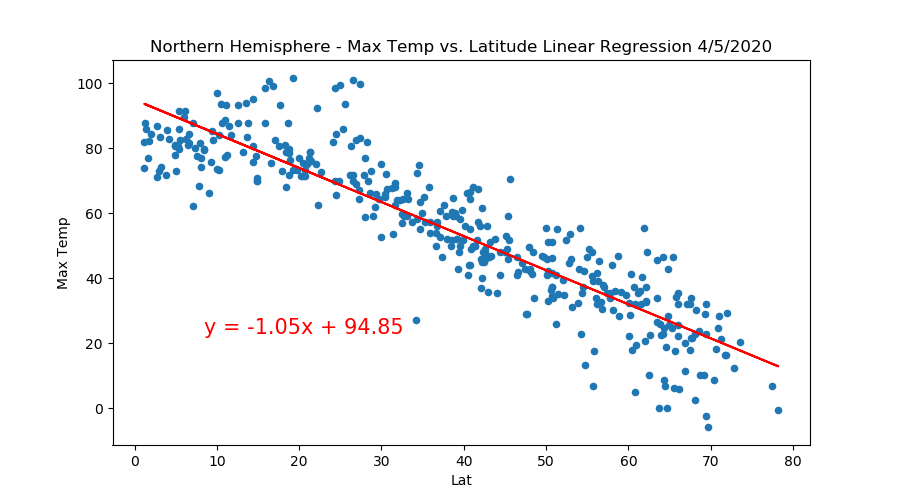 Northern Hemisphere - Max Temp vs. Latitude Linear Regression 4/5/2020
100
80
60
40
20
0
Max Temp
y = -1.05x + 94.85
0 10 20 30 40 50 60 70 80
Lat